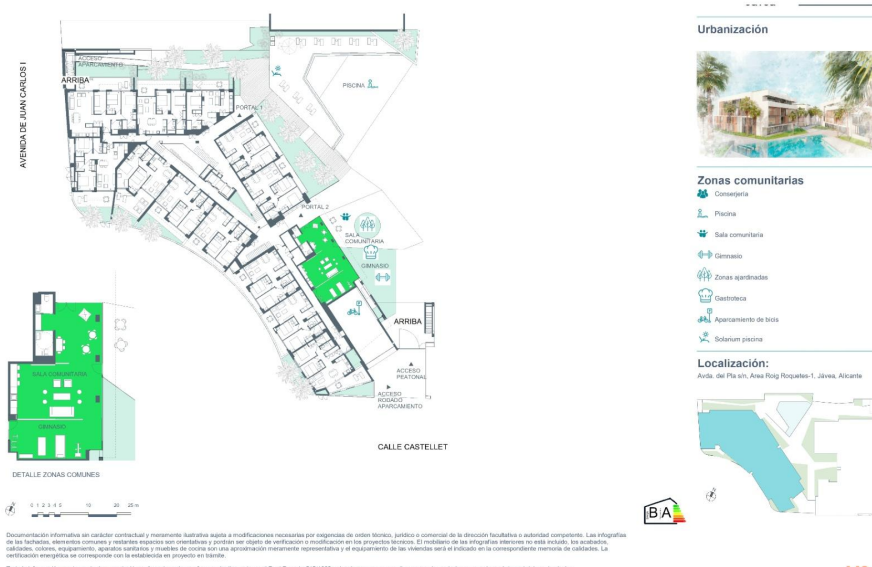 Urbanización
AVENIDA DE JUAN CARLOS I
ACCESO
APARCAMIENTO
ARRIBA
PISCINA
PORTAL 1
PORTAL 2
SALA
COMUNITARIA
GIMNASIO
ARRIBA
ACCESO
PEATONAL
ACCESO
RODADO
APARCAMIENTO
CALLE CASTELLET
SALA COMUNITARIA
GIMNASIO
DETALLE ZONAS COMUNES
0 1 2 3 4 5 10 20 25 m
Zonas comunitarias
Conserjería
Piscina
Sala comunitaria
Gimnasio
Zonas ajardinadas
Gastroteca
Aparcamiento de bicis
Solarium piscina
Localización:
Avda. del Pla s/n, Area Roig Roquetes-1, Jávea, Alicante
B A
Documentación informativa sin carácter contractual y meramente ilustrativa sujeta a modificaciones necesarias por exigencias de orden técnico, jurídico o comercial de la dirección facultativa o autoridad competente. Las infografías
de las fachadas, elementos comunes y restantes espacios son orientativas y podrán ser objeto de verificación o modificación en los proyectos técnicos. El mobiliario de las infografías interiores no está incluido, los acabados,
calidades, colores, equipamiento, aparatos sanitarios y muebles de cocina son una aproximación meramente representativa y el equipamiento de las viviendas será el indicado en la correspondiente memoria de calidades. La
certificación energética se corresponde con la establecida en proyecto en trámite.